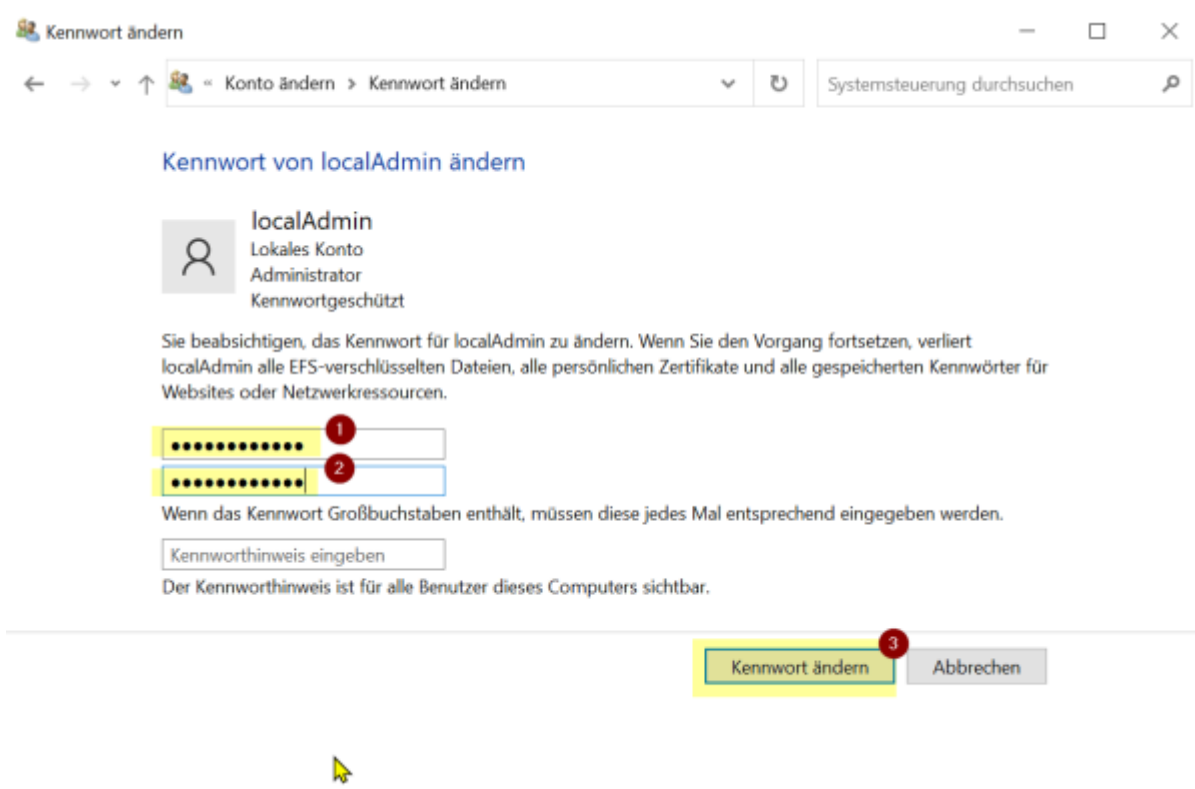 Kennwort ändern
« Konto ändern > Kennwort ändern
Systemsteuerung durchsuchen
Kennwort von localAdmin ändern
localAdmin
Lokales Konto
Administrator
Kennwortgeschützt
Sie beabsichtigen, das Kennwort für localAdmin zu ändern. Wenn Sie den Vorgang fortsetzen, verliert
localAdmin alle EFS-verschlüsselten Dateien, alle persönlichen Zertifikate und alle gespeicherten Kennwörter für
Websites oder Netzwerkressourcen.
●●●●●●●●●●●● 1
●●●●●●●●●●●● 2
Wenn das Kennwort Großbuchstaben enthält, müssen diese jedes Mal entsprechend eingegeben werden.
Kennworthinweis eingeben
Der Kennworthinweis ist für alle Benutzer dieses Computers sichtbar.
3
Kennwort ändern
Abbrechen